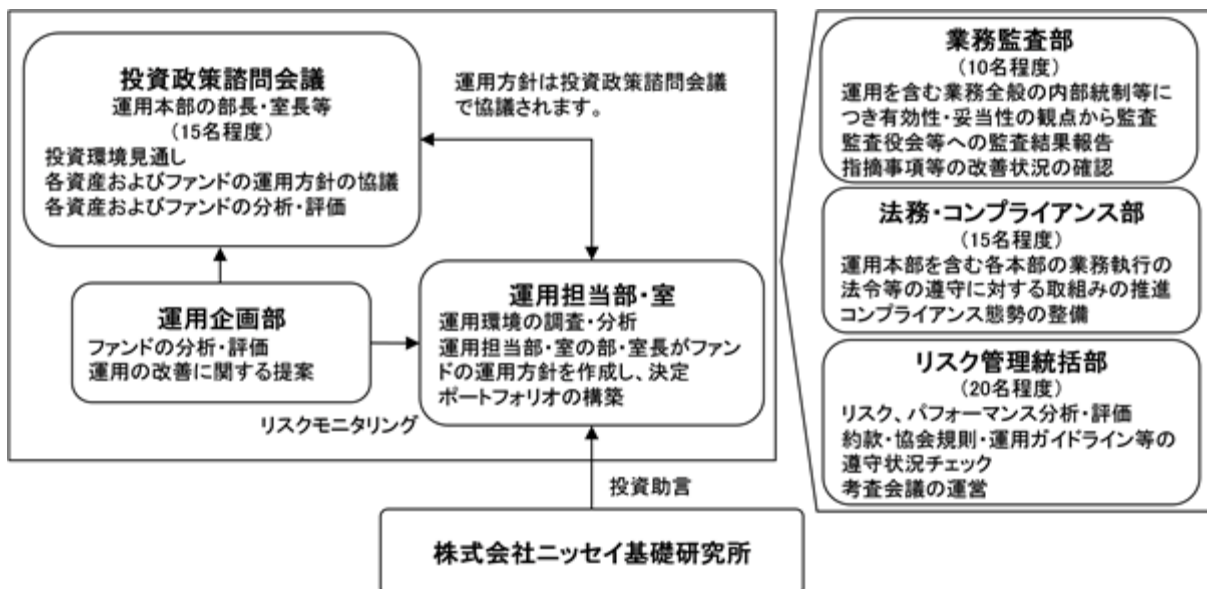 投資政策諮問会議
運用本部の部長・室長等
(15名程度)
投資環境見通し
各資産およびファンドの運用方針の協議
各資産およびファンドの分析・評価
運用方針は投資政策諮問会議
で協議されます。
運用企画部
ファンドの分析・評価
運用の改善に関する提案
リスクモニタリング
運用担当部・室
運用環境の調査・分析
運用担当部・室の部・室長がファン
ドの運用方針を作成し、決定
ポートフォリオの構築
投資助言
株式会社ニッセイ基礎研究所
業務監査部
(10名程度)
運用を含む業務全般の内部統制等に
つき有効性・妥当性の観点から監査
監査役会等への監査結果報告
指摘事項等の改善状況の確認
法務・コンプライアンス部
(15名程度)
運用本部を含む各本部の業務執行の
法令等の遵守に対する取組みの推進
コンプライアンス態勢の整備
リスク管理統括部
(20名程度)
リスク、パフォーマンス分析・評価
約款・協会規則・運用ガイドライン等の
遵守状況チェック
考査会議の運営